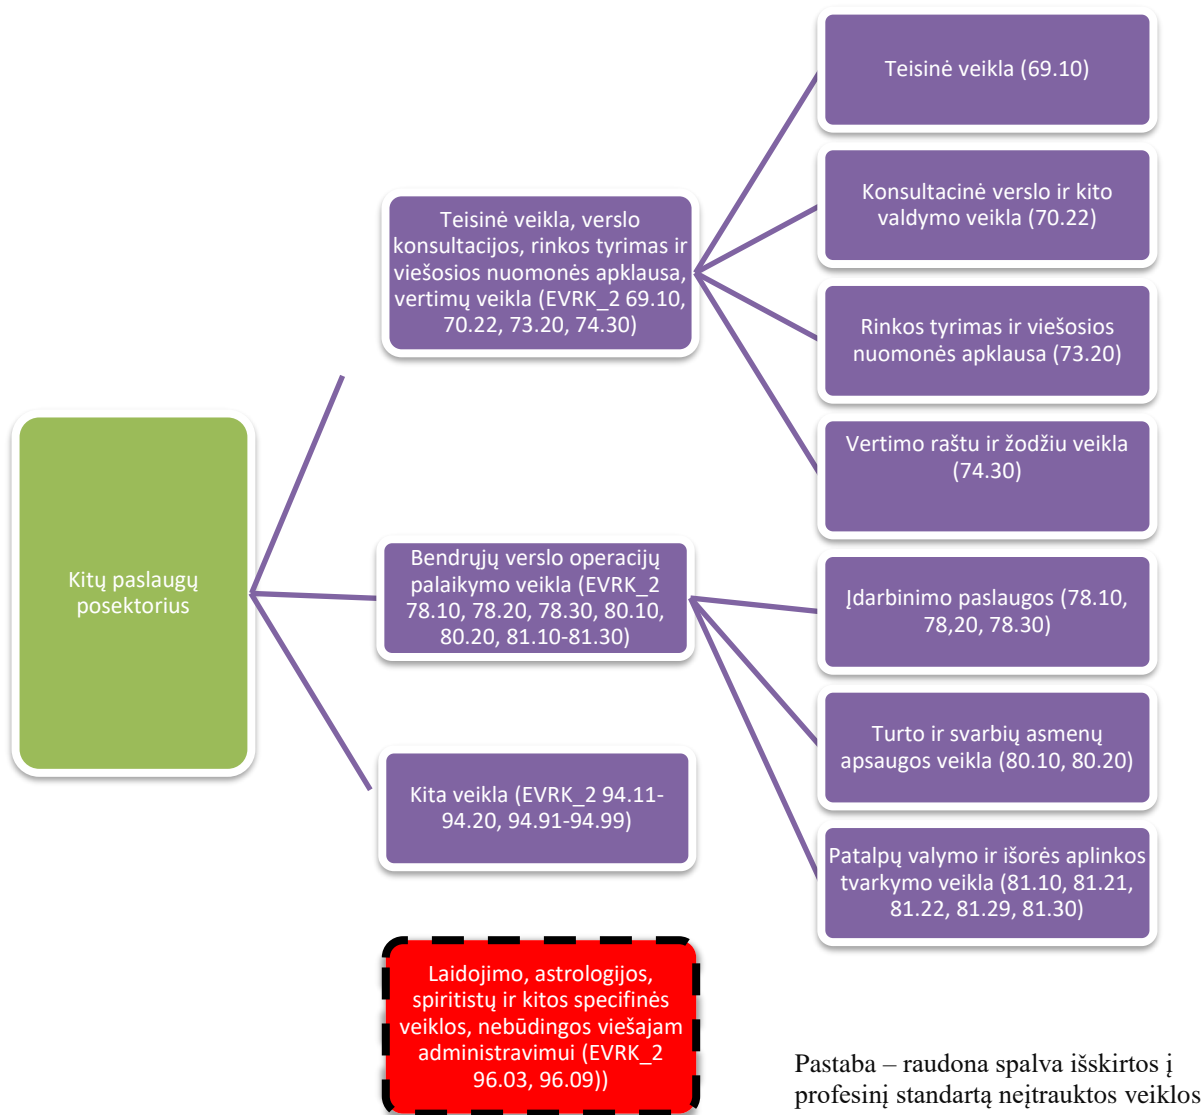 Kitų paslaugų
posektorius
Teisinė veikla, verslo
konsultacijos, rinkos tyrimas ir
viešosios nuomonės apklausa,
vertimų veikla (EVRK_2 69.10,
70.22, 73.20, 74.30)
Teisinė veikla (69.10)
Konsultacinė verslo ir kito
valdymo veikla (70.22)
Rinkos tyrimas ir viešosios
nuomonės apklausa (73.20)
Vertimo raštu ir žodžiu veikla
(74.30)
Bendrųjų verslo operacijų
palaikymo veikla (EVRK_2
78.10, 78.20, 78.30, 80.10,
80.20, 81.10-81.30)
Įdarbinimo paslaugos (78.10,
78,20, 78.30)
Turto ir svarbių asmenų
apsaugos veikla (80.10, 80.20)
Patalpų valymo ir išorės aplinkos
tvarkymo veikla (81.10, 81.21,
81.22, 81.29, 81.30)
Kita veikla (EVRK_2 94.11-
94.20, 94.91-94.99)
Laidojimo, astrologijos,
spiritistų ir kitos specifinės
veiklos, nebūdingos viešajam
administravimui (EVRK_2
96.03, 96.09))
Pastaba – raudona spalva išskirtos į
profesinį standartą neįtrauktos veiklos